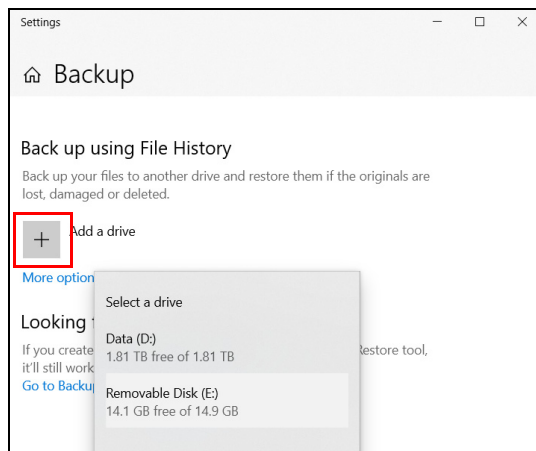 Settings
Backup
Back up using File History
Back up your files to another drive and restore them if the originals are
lost, damaged or deleted.
Add a drive
More option
Select a drive
Looking
Data (D:)
If you create
1.81 TB free of 1.81 TB
Restore tool,
it'll still work
Go to Backu
Removable Disk (E:)
14.1 GB free of 14.9 GB